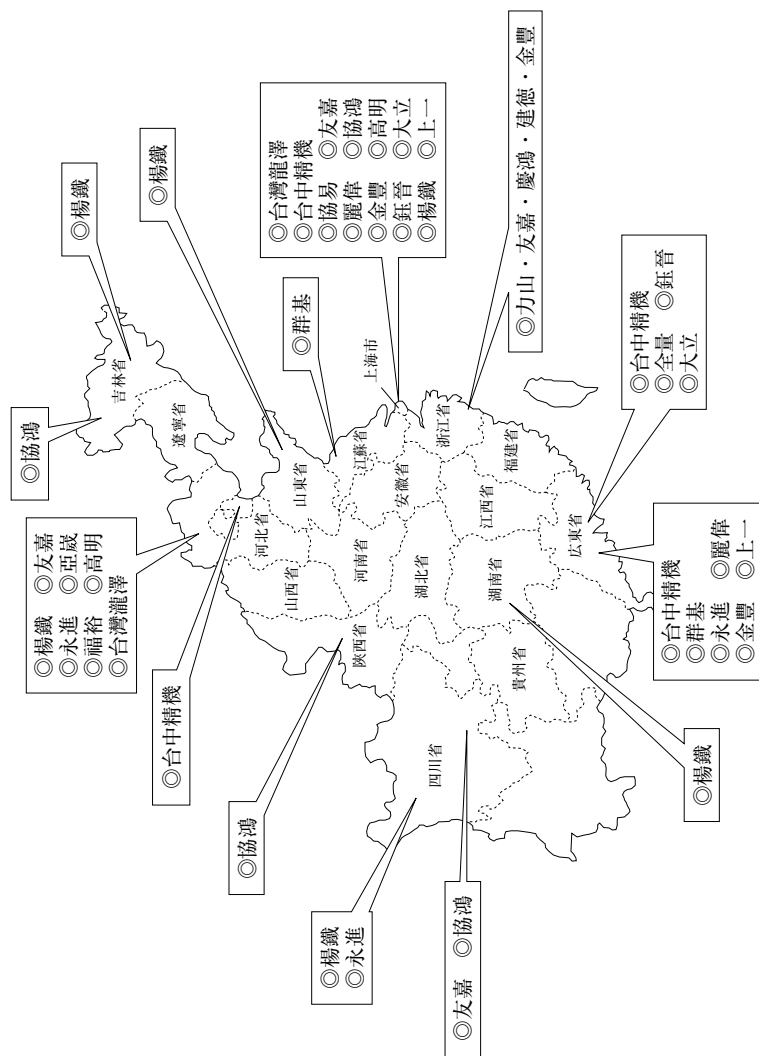 ◎協鴻
◎楊鐵
◎楊鐵
◎楊鐵 ◎友嘉
◎永進 ◎亞崴
◎福裕 ◎高明
◎台灣瀧澤
◎台中精機
◎群基
◎台灣瀧澤
◎台中精機
◎協易 ◎友嘉
◎麗偉 ◎協鴻
◎金豐 ◎高明
◎鈺晉 ◎大立
◎楊鐵 ◎上一
◎力山・友嘉・慶鴻・建德・金豐
◎台中精機
◎全量 ◎鈺晉
◎大立
◎台中精機
◎群基
◎永進 ◎麗偉
◎金豐 ◎上一
◎楊鐵
◎協鴻
◎楊鐵
◎永進
◎友嘉 ◎協鴻
吉林省
遼寧省
河北省
山東省
山西省
陝西省
河南省
江蘇省
上海市
安徽省
浙江省
湖北省
四川省
貴州省
湖南省
江西省
福建省
広東省